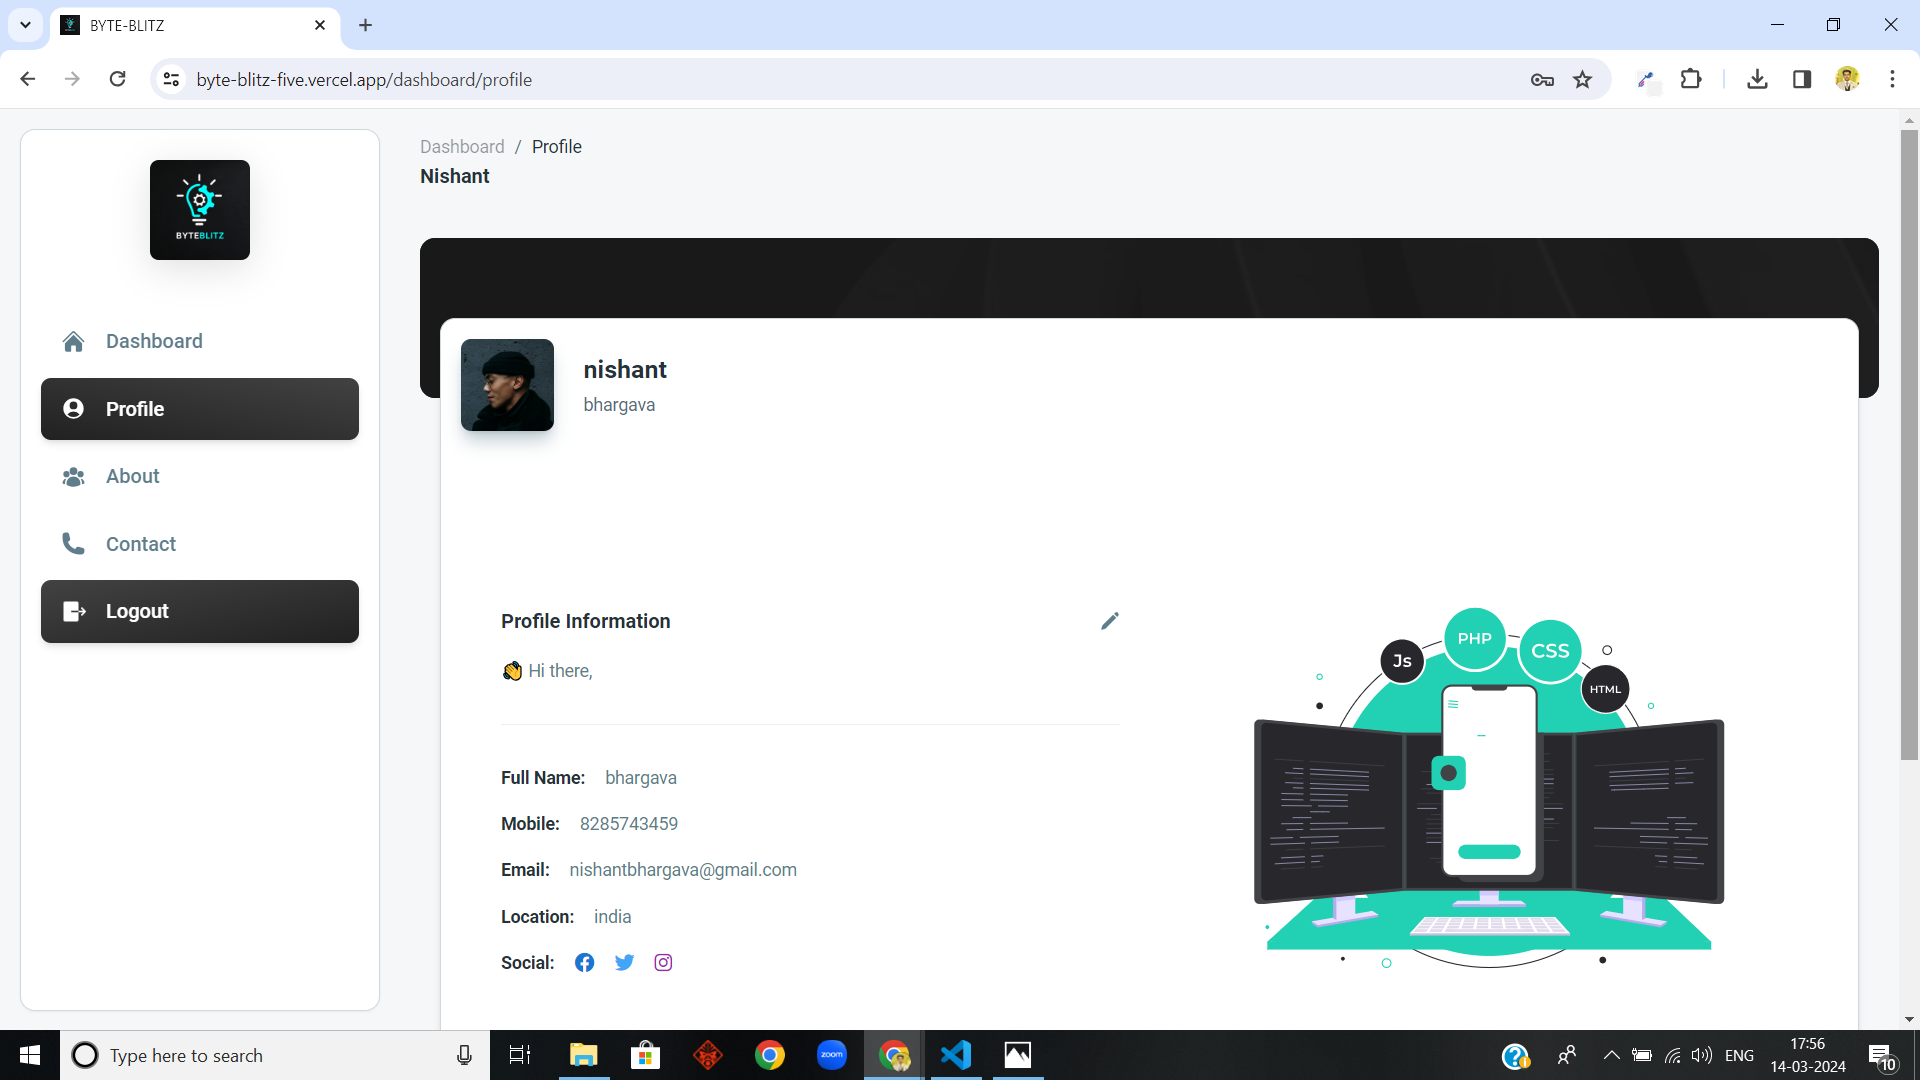 BYTE-BLITZ
byte-blitz-five.vercel.app/dashboard/profile
BYTEBLITZ
Dashboard
Profile
About
Contact
Logout
Dashboard / Profile
Nishant
nishant
bhargava
Profile Information
👏 Hi there,
Full Name: bhargava
Mobile: 8285743459
Email: nishantbhargava@gmail.com
Location: india
Social:
Js
PHP
CSS
HTML
Type here to search
zoom
ENG
17:56
14-03-2024
10